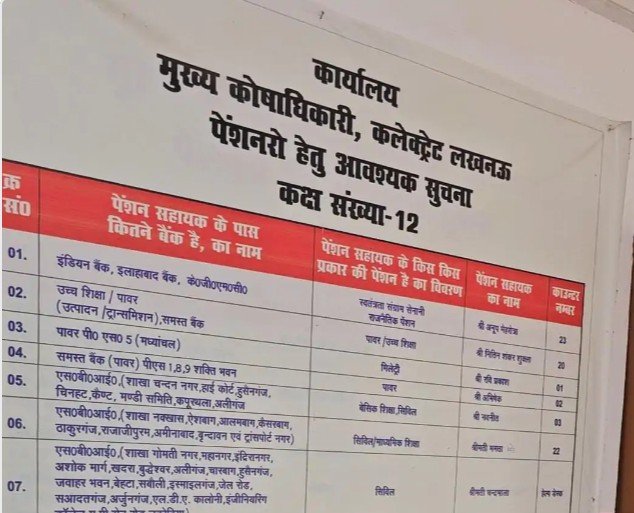 कार्यालय
मुख्य कोषाधिकारी, कलेक्ट्रेट लखनऊ
पेंशनरो हेतु आवश्यक सूचना
कक्ष संख्या-12
क्र सं0
पेंशन सहायक के पास कितने बैंक है, का नाम
पेंशन सहायक के किस किस प्रकार की पेंशन है का विवरण
पेंशन सहायक का नाम
काउन्टर नम्बर
01.
इंडियन बैंक, इलाहाबाद बैंक, के0जी0एम0सी0
स्वतंत्रता संग्राम सेनानी
राजनैतिक पेंशन
श्री अनूप मेहरोत्रा
23
02.
उच्च शिक्षा / पावर
(उत्पादन /ट्रान्समिशन),समस्त बैंक
पावर /उच्च शिक्षा
श्री नितिन शंकर शुक्ला
20
03.
पावर पी0 एस0 5 (मध्यांचल)
मिलेट्री
श्री रवि प्रकाश
01
04.
समस्त बैंक (पावर) पीएस 1,8,9 शक्ति भवन
पावर
श्री अभिषेक
02
05.
एस0बी0आई0,(शाखा चन्दन नगर,हाई कोर्ट,हुसैनगंज,
चिनहट,कैण्ट, मण्डी समिति,कपूरथला,अलीगंज
बेसिक शिक्षा,सिविल
श्री नवनीत
03
06.
एस0बी0आई0,(शाखा नक्खास,ऐशबाग,आलमबाग,केसरबाग,
ठाकुरगंज,राजाजीपुरम,अमीनाबाद,वृन्दावन एवं ट्रांसपोर्ट नगर)
सिविल/माध्यमिक शिक्षा
श्रीमती ममता
22
07.
एस0बी0आई0,(शाखा गोमती नगर,महानगर,इंदिरानगर,
अशोक मार्ग,खदरा,बुद्धेश्वर,अलीगंज,चारबाग,हुसैनगंज,
जवाहर भवन,बेहटा,सबौली,इस्माइलगंज,जेल रोड,
सआदतगंज,अर्जुनगंज,एल.डी.ए. कालोनी,इंजीनियरिंग
सिविल
श्रीमती चन्द्रमाला
हेल्प डेस्क